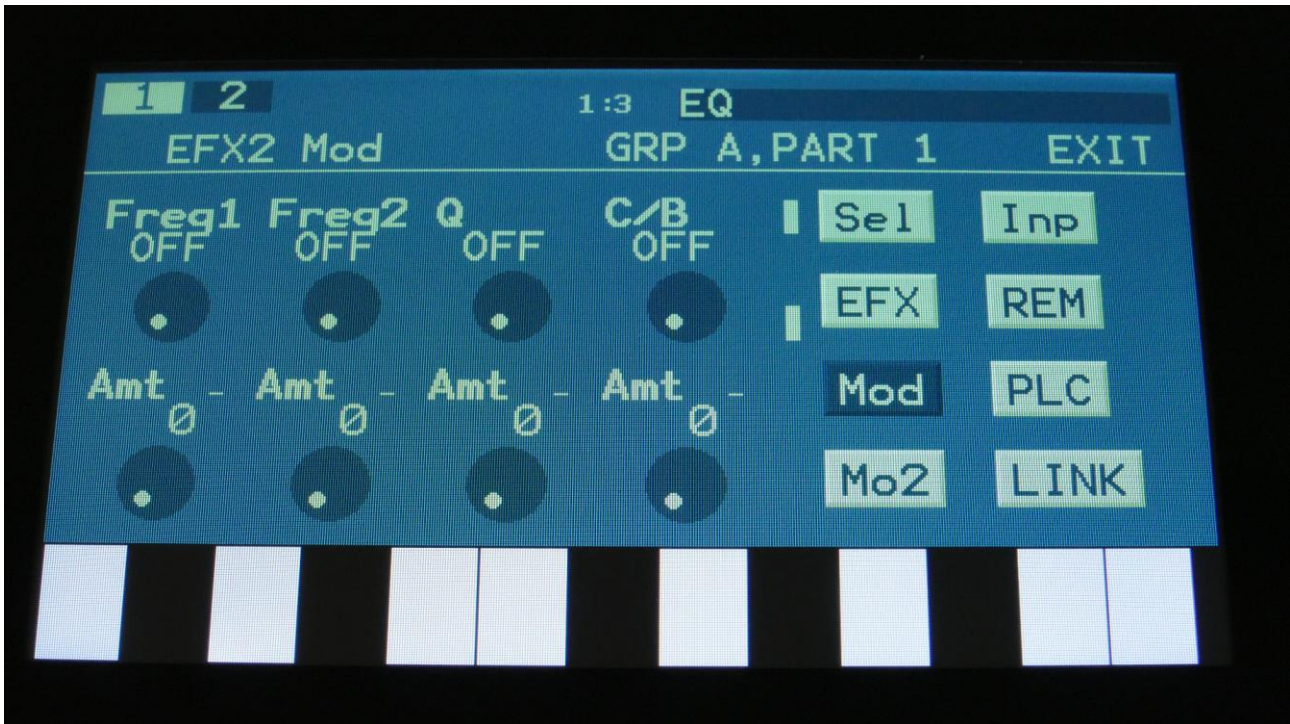 1 2 1:3 EQ
EFX2 Mod GRP A,PART 1 EXIT
Freq1 Freq2 Q C/B Sel Inp
OFF OFF OFF OFF
EFX REM
Amt - Amt - Amt - Amt - Mod PLC
0 0 0 0
Mo2 LINK